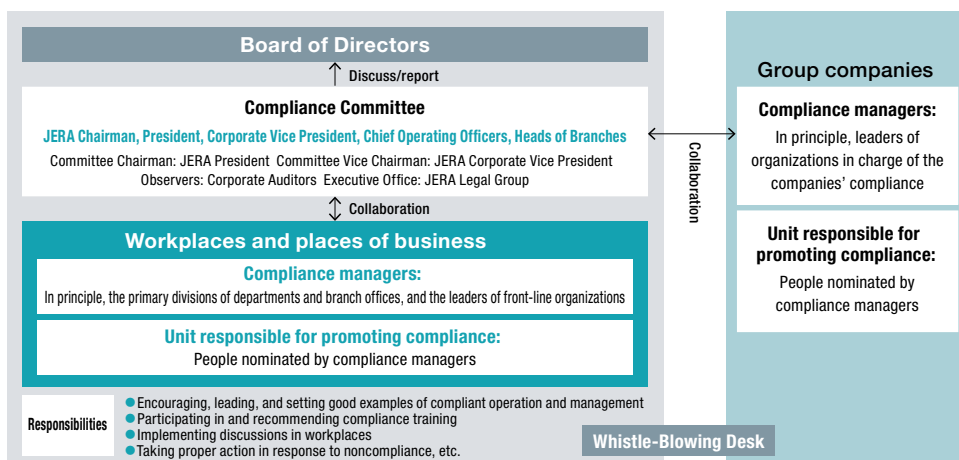 Board of Directors
Discuss/report
Compliance Committee
JERA Chairman, President, Corporate Vice President, Chief Operating Officers, Heads of Branches
Committee Chairman: JERA President Committee Vice Chairman: JERA Corporate Vice President
Observers: Corporate Auditors Executive Office: JERA Legal Group
Collaboration
Workplaces and places of business
Compliance managers:
In principle, the primary divisions of departments and branch offices, and the leaders of front-line organizations
Unit responsible for promoting compliance:
People nominated by compliance managers
Responsibilities
●Encouraging, leading, and setting good examples of compliant operation and management
●Participating in and recommending compliance training
●Implementing discussions in workplaces
●Taking proper action in response to noncompliance, etc.
Collaboration
Group companies
Compliance managers:
In principle, leaders of
organizations in charge of the
companies’ compliance
Unit responsible for
promoting compliance:
People nominated by
compliance managers
Whistle-Blowing Desk